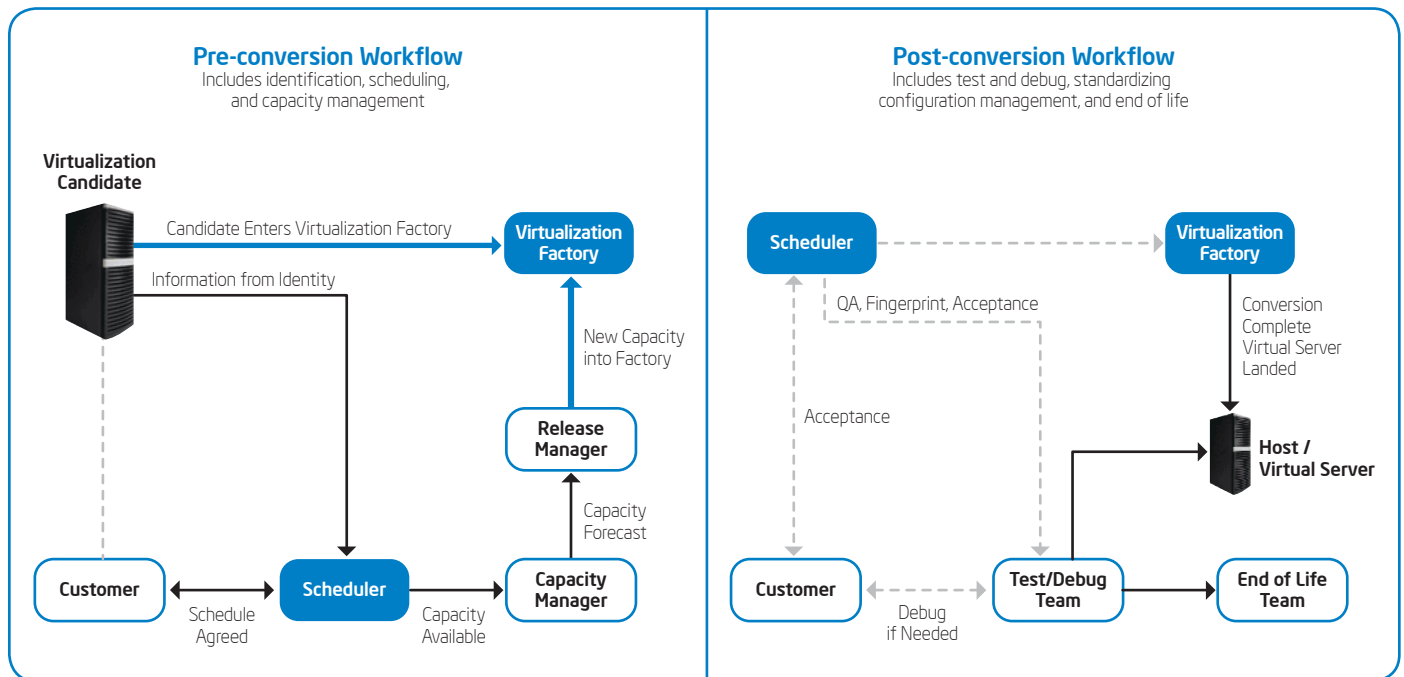 Pre-conversion Workflow
Includes identification, scheduling,
and capacity management
Virtualization
Candidate
Candidate Enters Virtualization Factory
Virtualization
Factory
Information from Identity
New Capacity
into Factory
Release
Manager
Capacity
Forecast
Customer
Schedule
Agreed
Scheduler
Capacity
Available
Capacity
Manager
Post-conversion Workflow
Includes test and debug, standardizing
configuration management, and end of life
Scheduler
Virtualization
Factory
QA, Fingerprint, Acceptance
Conversion
Complete
Virtual Server
Landed
Acceptance
Host /
Virtual Server
Customer
Debug
if Needed
Test/Debug
Team
End of Life
Team